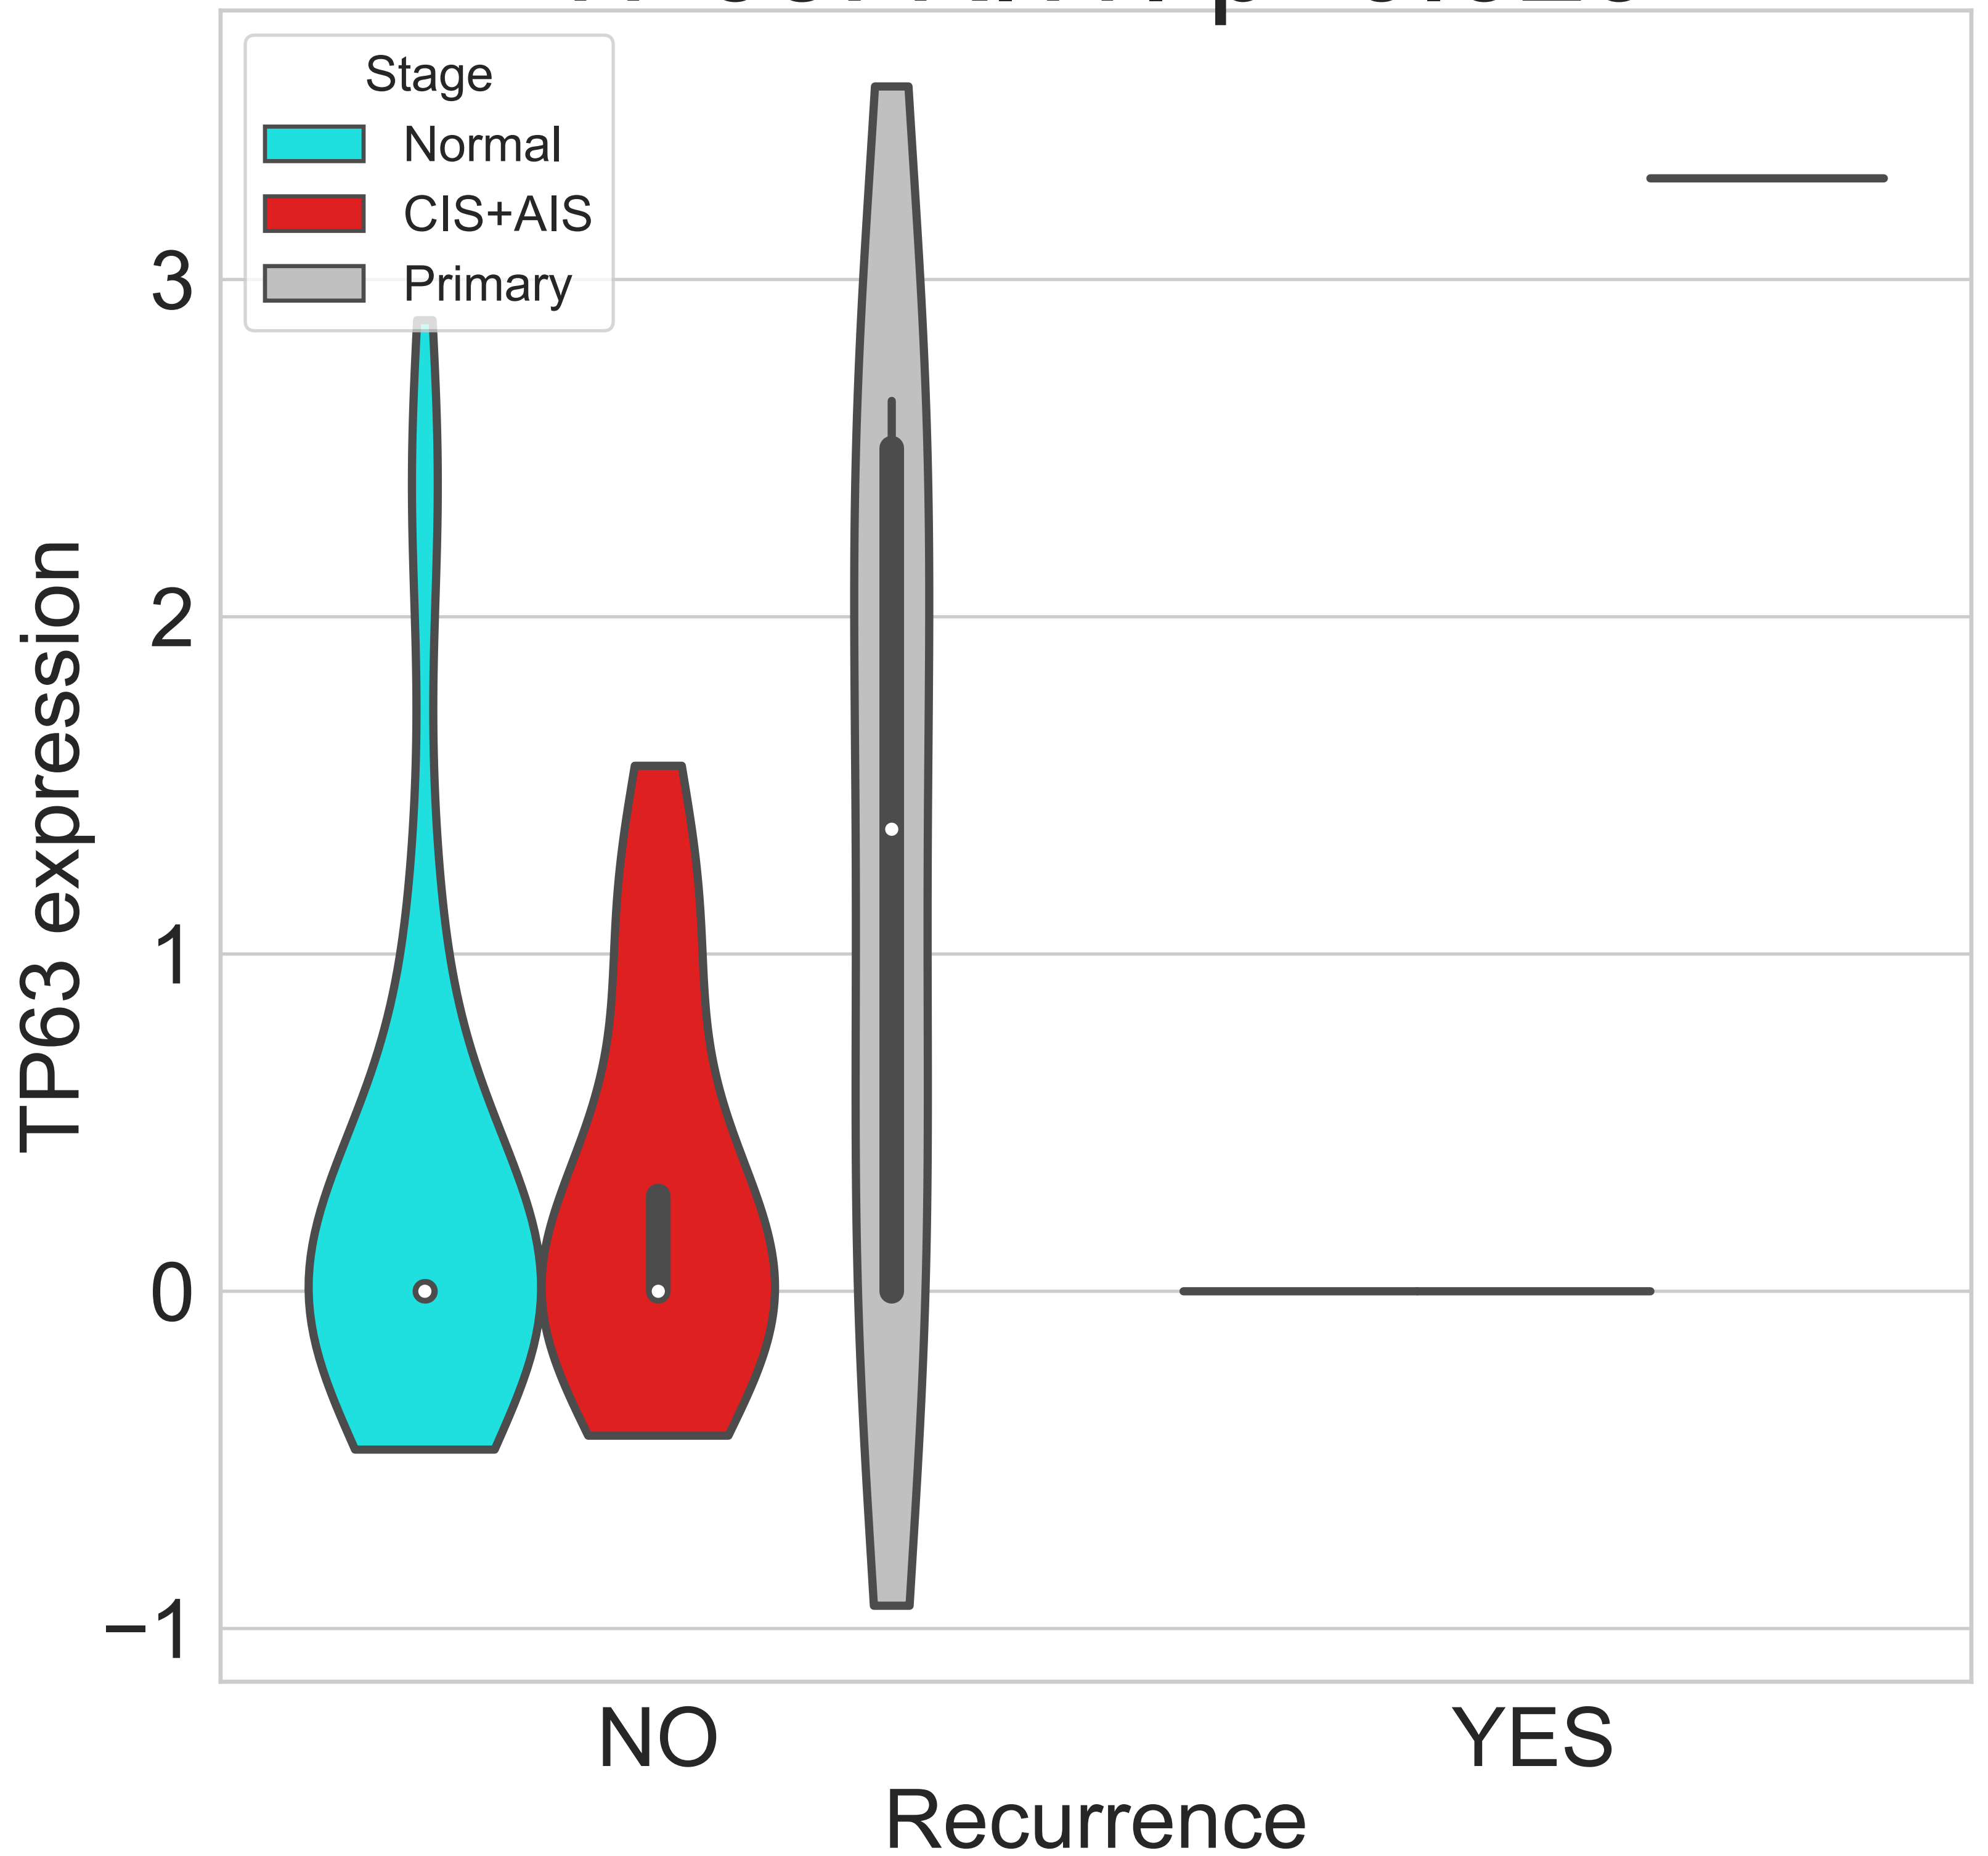 Stage
Normal
CIS+AIS
Primary
3
2
1
0
−1
TP63 expression
NO
YES
Recurrence